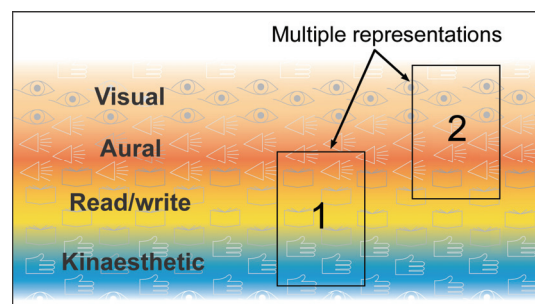 Multiple representations
Visual
2
Aural
Read/write
1
Kinaesthetic